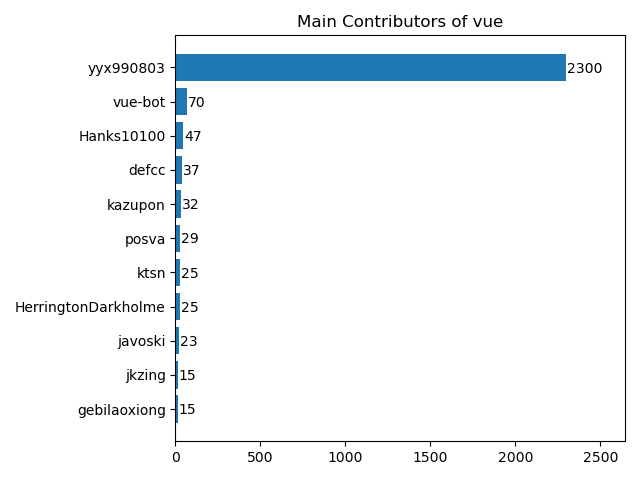 Main Contributors of vue
yyx990803 2300
vue-bot 70
Hanks10100 47
defcc 37
kazupon 32
posva 29
ktsn 25
HerringtonDarkholme 25
javoski 23
jkzing 15
gebilaoxiong 15
0 500 1000 1500 2000 2500